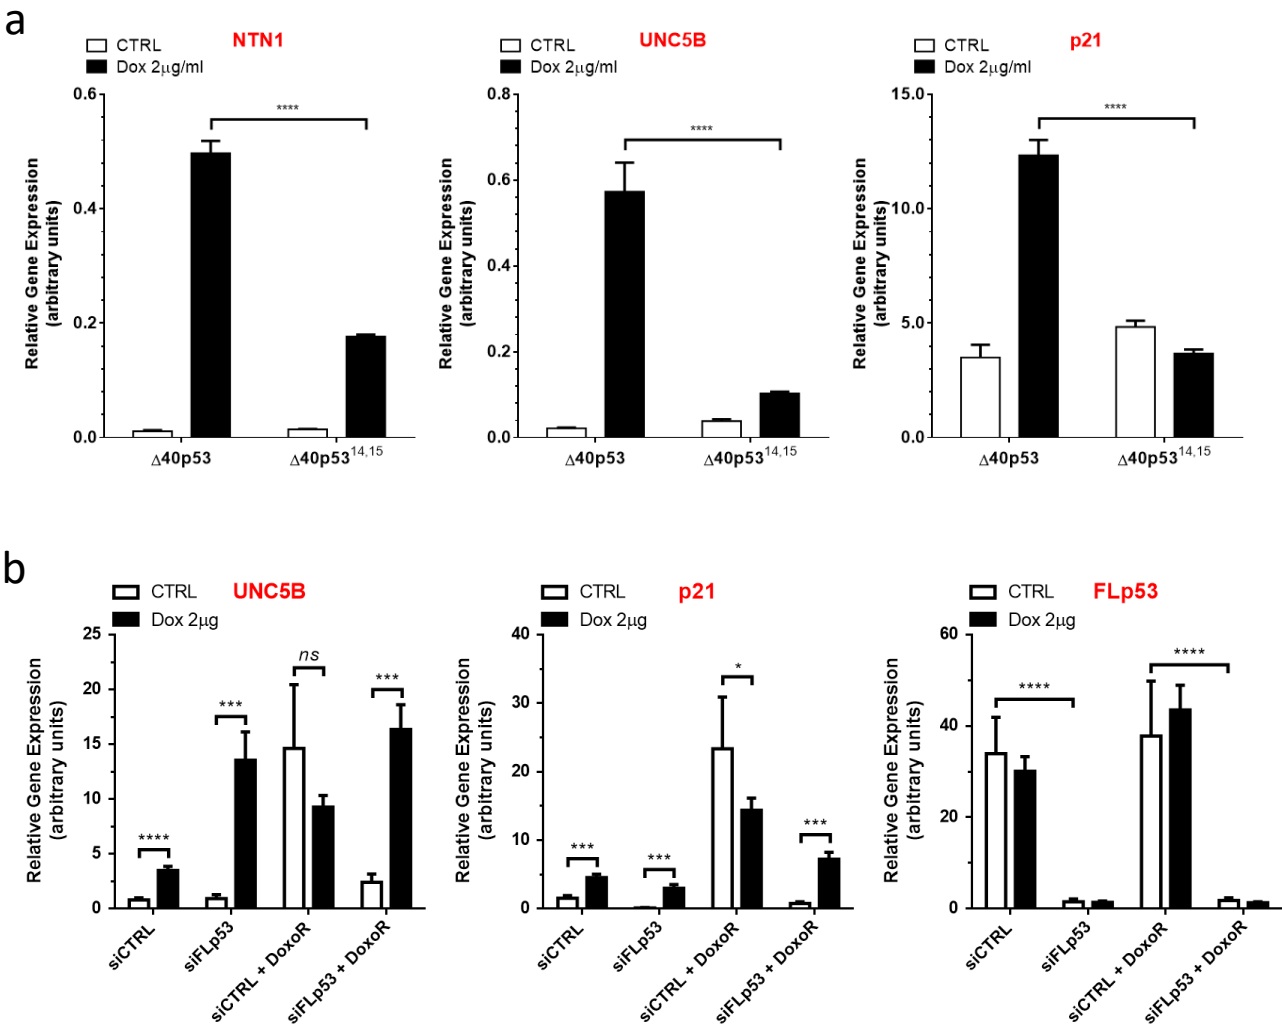 a
NTN1
CTRL
Dox 2µg/ml
Relative Gene Expression
(arbitrary units)
0.6
0.4
0.2
0.0
****
Δ40p53
Δ40p53¹⁴,¹⁵
UNC5B
CTRL
Dox 2µg/ml
Relative Gene Expression
(arbitrary units)
0.8
0.6
0.4
0.2
0.0
****
Δ40p53
Δ40p53¹⁴,¹⁵
p21
CTRL
Dox 2µg/ml
Relative Gene Expression
(arbitrary units)
15.0
10.0
5.0
0.0
****
Δ40p53
Δ40p53¹⁴,¹⁵
b
UNC5B
CTRL
Dox 2µg
Relative Gene Expression
(arbitrary units)
25
20
15
10
5
0
****
***
ns
***
siCTRL
siFLp53
siCTRL + DoxoR
siFLp53 + DoxoR
p21
CTRL
Dox 2µg
Relative Gene Expression
(arbitrary units)
40
30
20
10
0
***
***
*
***
siCTRL
siFLp53
siCTRL + DoxoR
siFLp53 + DoxoR
FLp53
CTRL
Dox 2µg
Relative Gene Expression
(arbitrary units)
60
40
20
0
****
****
siCTRL
siFLp53
siCTRL + DoxoR
siFLp53 + DoxoR